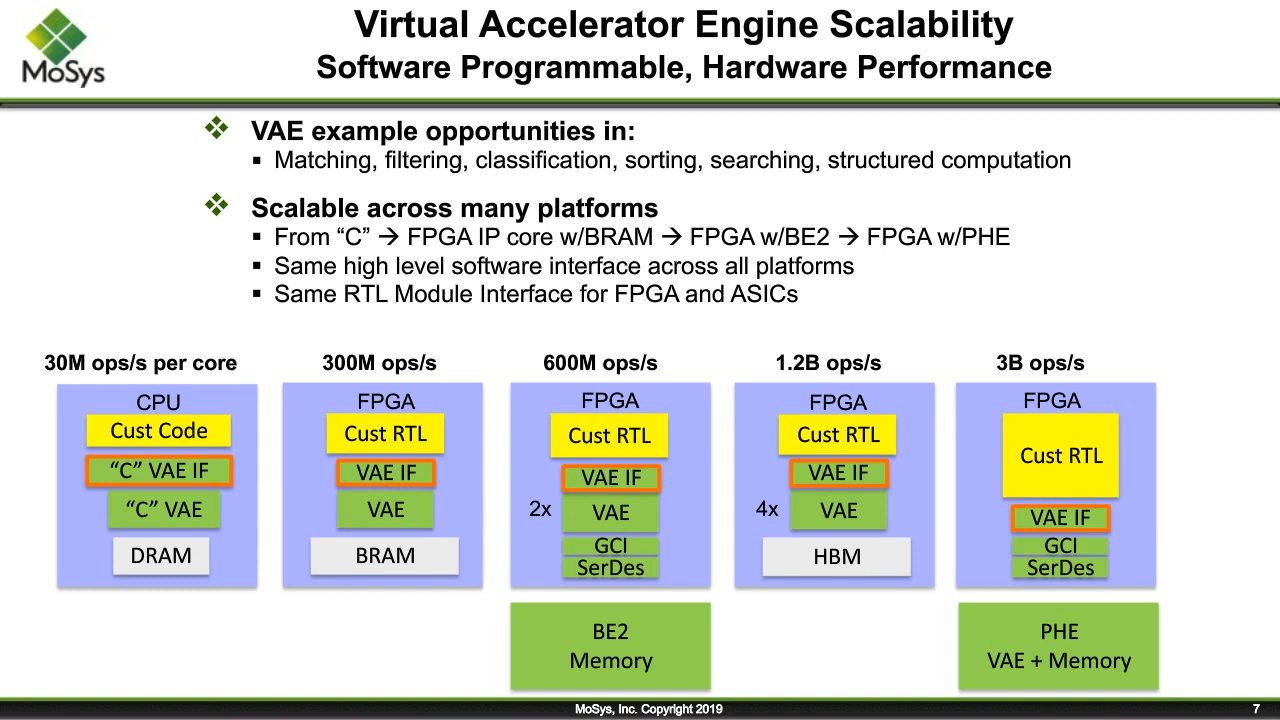 MoSys
Virtual Accelerator Engine Scalability
Software Programmable, Hardware Performance
❖ VAE example opportunities in:
▪ Matching, filtering, classification, sorting, searching, structured computation
❖ Scalable across many platforms
▪ From “C” → FPGA IP core w/BRAM → FPGA w/BE2 → FPGA w/PHE
▪ Same high level software interface across all platforms
▪ Same RTL Module Interface for FPGA and ASICs
30M ops/s per core
CPU
Cust Code
“C” VAE IF
“C” VAE
DRAM
300M ops/s
FPGA
Cust RTL
VAE IF
VAE
BRAM
600M ops/s
FPGA
Cust RTL
VAE IF
2x VAE
GCI
SerDes
BE2
Memory
1.2B ops/s
FPGA
Cust RTL
VAE IF
4x VAE
HBM
3B ops/s
FPGA
Cust RTL
VAE IF
GCI
SerDes
PHE
VAE + Memory
MoSys, Inc. Copyright 2019
7